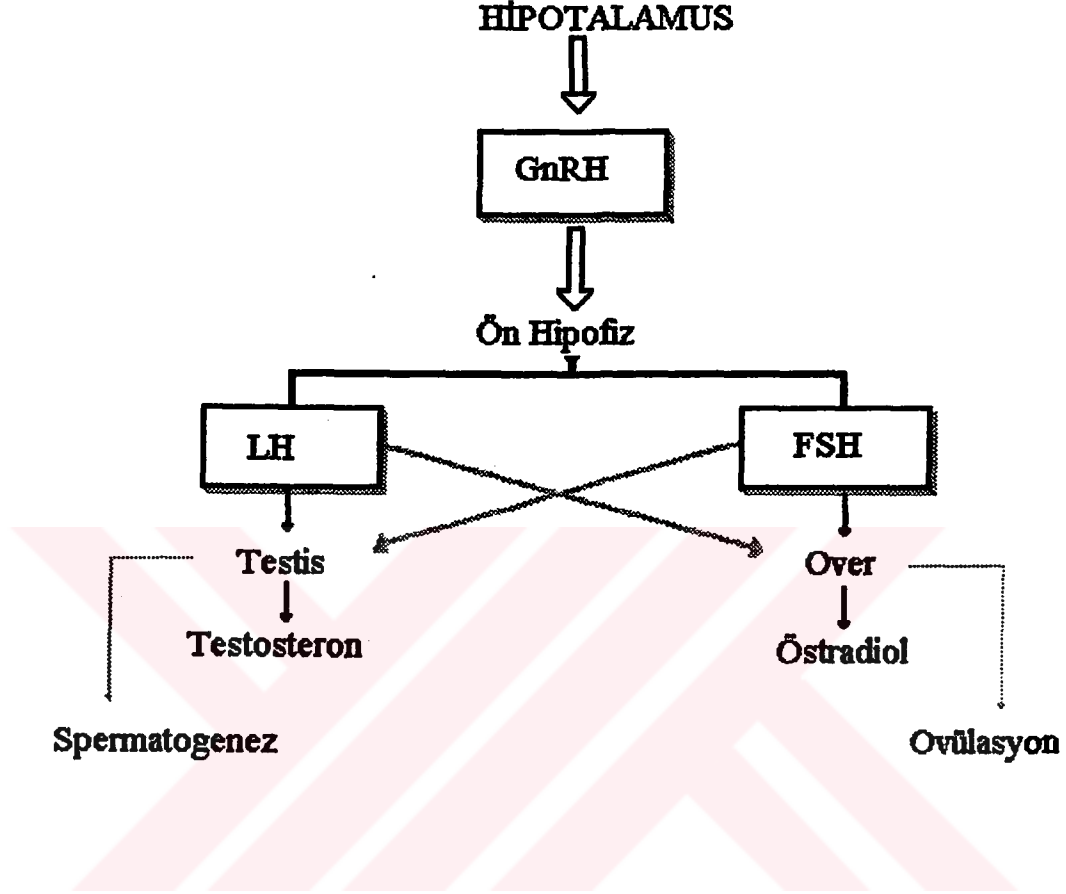 HİPOTALAMUS
GnRH
Ön Hipofiz
LH
FSH
Testis
Over
Testosteron
Östradiol
Spermatogenez
Ovülasyon